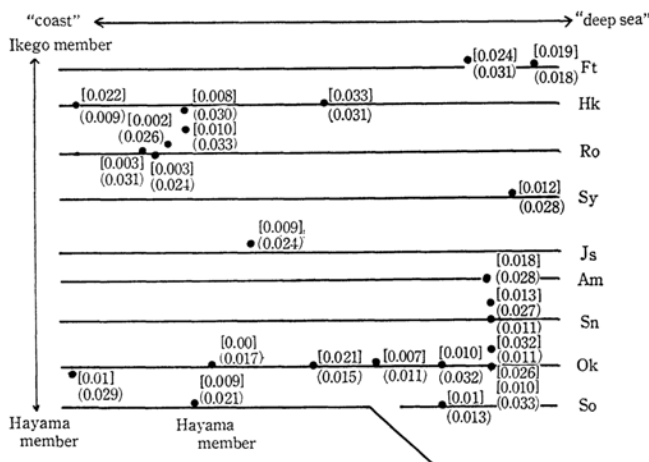 "coast" "deep sea"
Ikego member
[0.024] [0.019]
(0.031) (0.018) Ft
[0.022] [0.008] [0.033] Hk
(0.009) (0.030) (0.031)
[0.002] [0.010]
(0.026) (0.033)
Ro
[0.003] [0.003]
(0.031) (0.024)
[0.012] Sy
(0.028)
[0.009]
(0.024) Js
[0.018]
(0.028) Am
[0.013]
(0.027)
(0.011) Sn
[0.00] [0.032]
(0.017) [0.021] [0.007] [0.010] (0.011)
Ok
(0.015) (0.011) (0.032) [0.026]
[0.01] [0.009] [0.010]
(0.029) (0.021) [0.01] (0.033) So
(0.013)
Hayama Hayama
member member